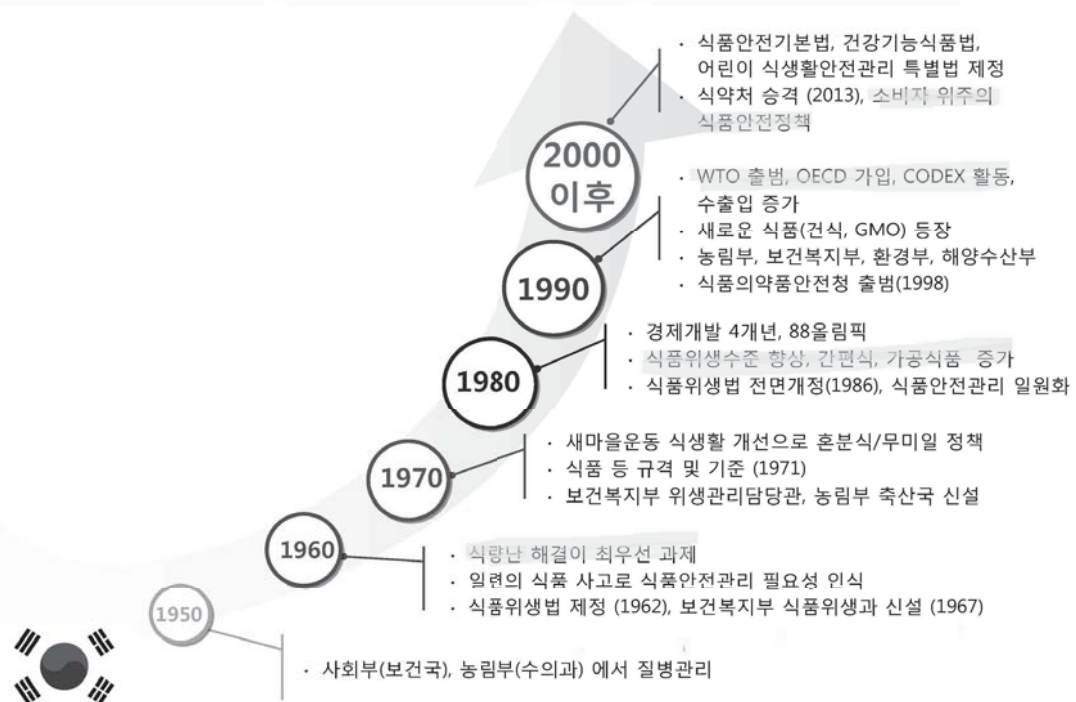 · 식품안전기본법, 건강기능식품법,
어린이 식생활안전관리 특별법 제정
· 식약처 승격 (2013), 소비자 위주의
식품안전정책
2000
이후
· WTO 출범, OECD 가입, CODEX 활동,
수출입 증가
· 새로운 식품(건식, GMO) 등장
· 농림부, 보건복지부, 환경부, 해양수산부
· 식품의약품안전청 출범(1998)
1990
· 경제개발 4개년, 88올림픽
· 식품위생수준 향상, 간편식, 가공식품 증가
· 식품위생법 전면개정(1986), 식품안전관리 일원화
1980
· 새마을운동 식생활 개선으로 혼분식/무미일 정책
· 식품 등 규격 및 기준 (1971)
· 보건복지부 위생관리담당관, 농림부 축산국 신설
1970
· 식량난 해결이 최우선 과제
· 일련의 식품 사고로 식품안전관리 필요성 인식
· 식품위생법 제정 (1962), 보건복지부 식품위생과 신설 (1967)
1960
1950
· 사회부(보건국), 농림부(수의과) 에서 질병관리